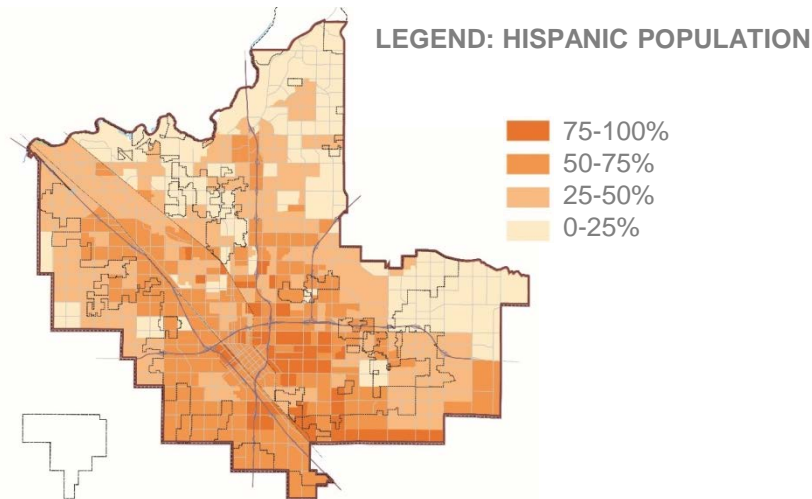 LEGEND: HISPANIC POPULATION
75-100%
50-75%
25-50%
0-25%